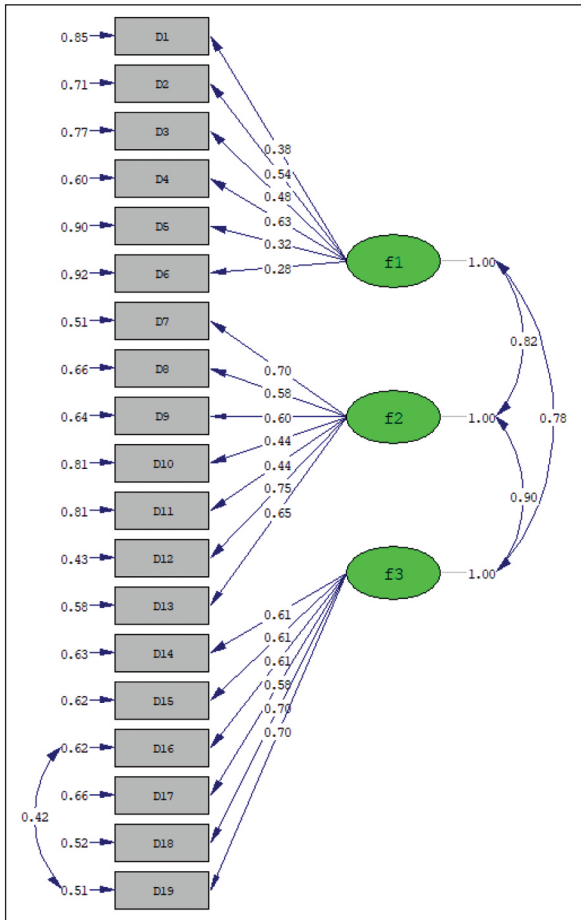 0.85 D1
0.71 D2
0.77 D3
0.38
0.54
0.60 D4
0.48
0.63
0.90 D5
0.32
0.92 D6
0.28
f1 1.00
0.51 D7
0.82
0.66 D8
0.70
0.58
0.64 D9
0.60
f2 1.00 0.78
0.81 D10
0.44
0.44
0.81 D11
0.75
0.65
0.90
0.43 D12
f3 1.00
0.58 D13
0.61
0.63 D14
0.61
0.61
0.62 D15
0.58
0.70
0.62 D16
0.70
0.66 D17
0.42
0.52 D18
0.51 D19